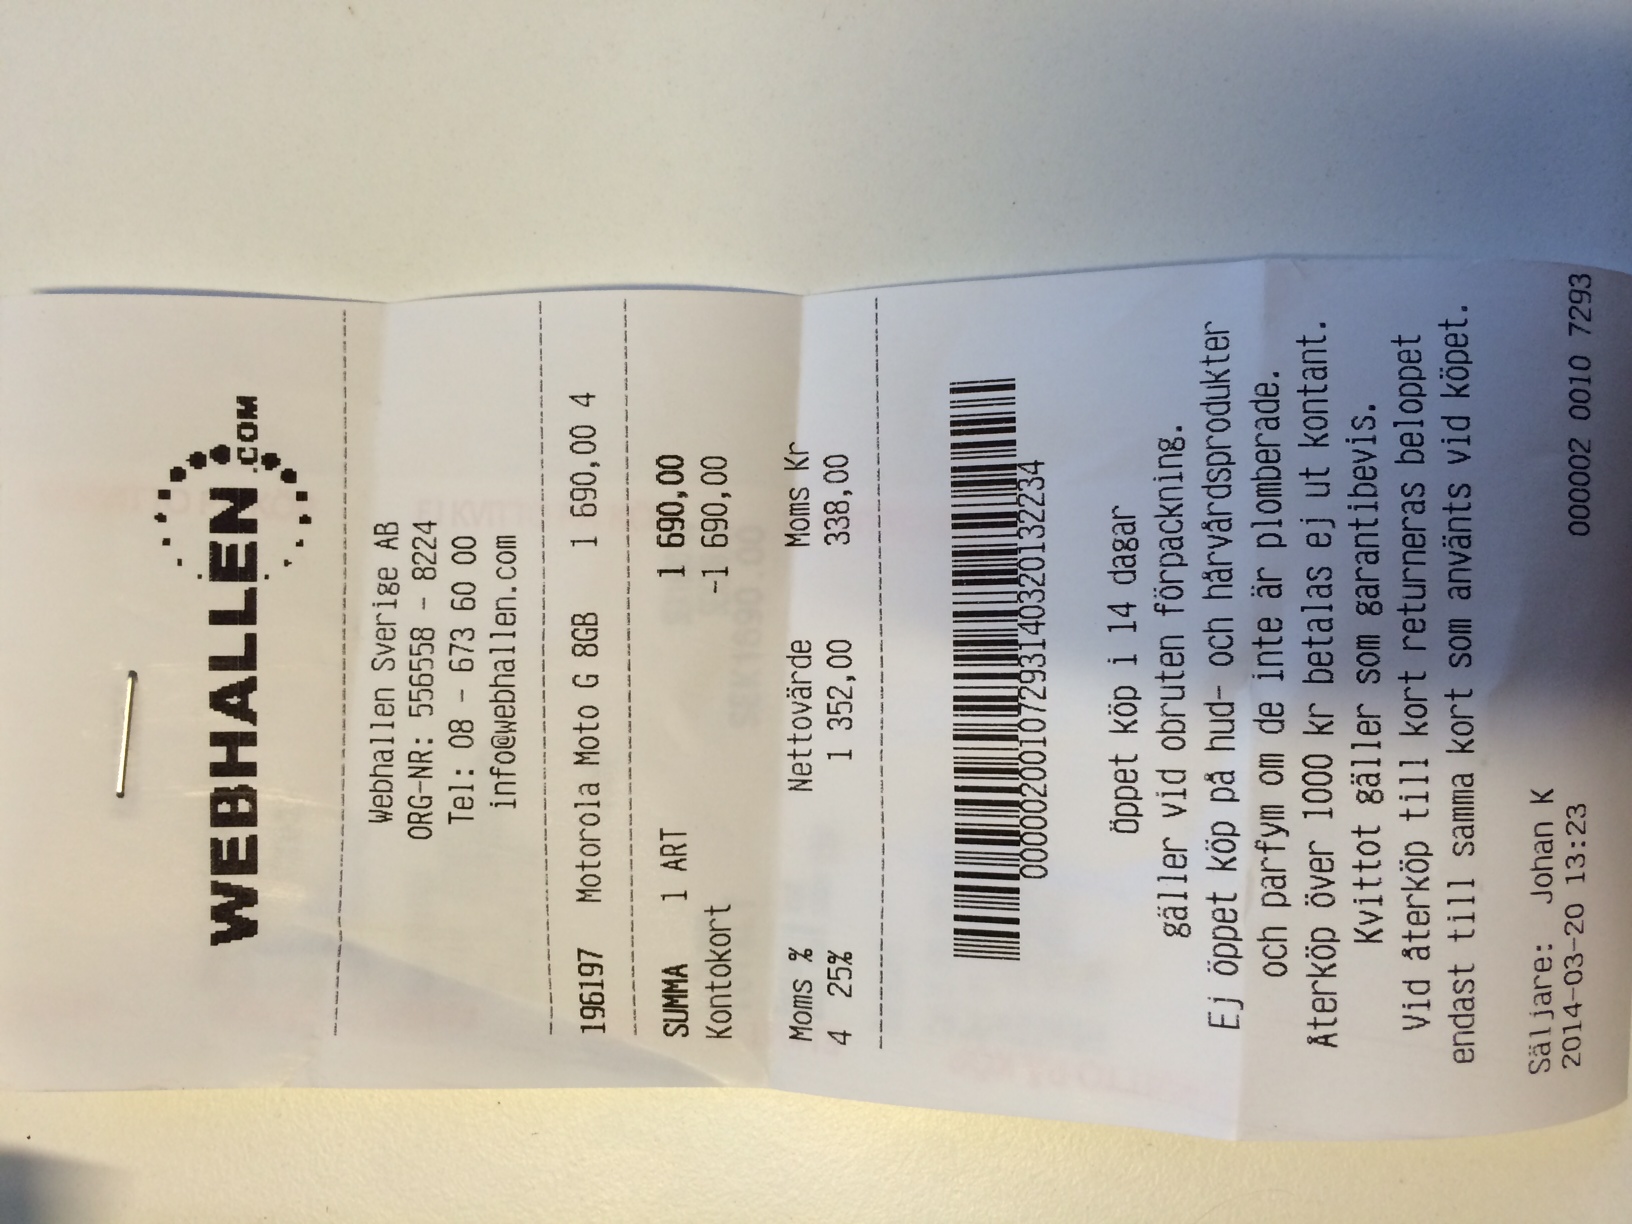 WEBHALLEN.COM
Webhallen Sverige AB
ORG-NR: 556558 - 8224
Tel: 08 - 673 60 00
info@webhallen.com
196197 Motorola Moto G 8GB 1 690,00 4
SUMMA 1 ART 1 690,00
Kontokort -1 690,00
SEK1690.00
Moms % Nettovärde Moms Kr
4 25% 1 352,00 338,00
00000200107293140320132234
Öppet köp i 14 dagar
gäller vid obruten förpackning.
Ej öppet köp på hud- och hårvårdsprodukter
och parfym om de inte är plomberade.
Återköp över 1000 kr betalas ej ut kontant.
Kvittot gäller som garantibevis.
Vid återköp till kort returneras beloppet
endast till samma kort som använts vid köpet.
Säljare: Johan K
2014-03-20 13:23 000002 0010 7293